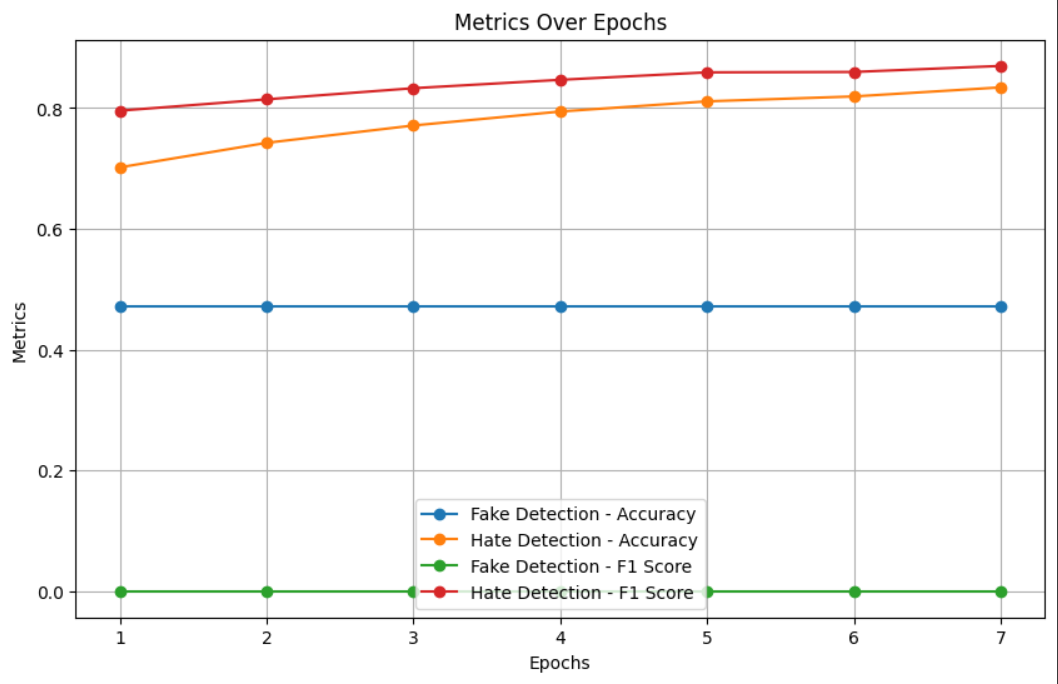 Metrics Over Epochs
Metrics
0.8
0.6
0.4
0.2
0.0
Fake Detection - Accuracy
Hate Detection - Accuracy
Fake Detection - F1 Score
Hate Detection - F1 Score
1 2 3 4 5 6 7
Epochs